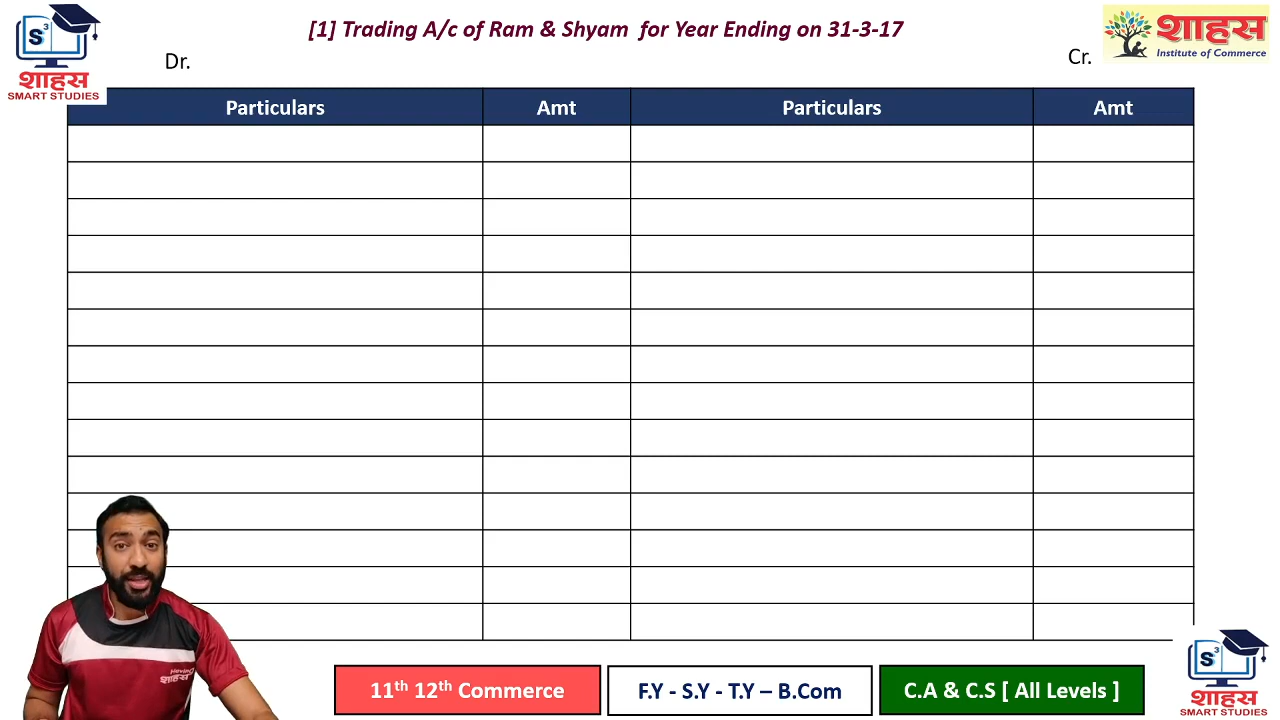 [1] Trading A/c of Ram & Shyam for Year Ending on 31-3-17
S³
शाहस
SMART STUDIES
शाहस
Institute of Commerce
Dr.
Cr.
Particulars Amt Particulars Amt
शाहस
11th 12th Commerce
F.Y - S.Y - T.Y – B.Com
C.A & C.S [ All Levels ]
S³
शाहस
SMART STUDIES